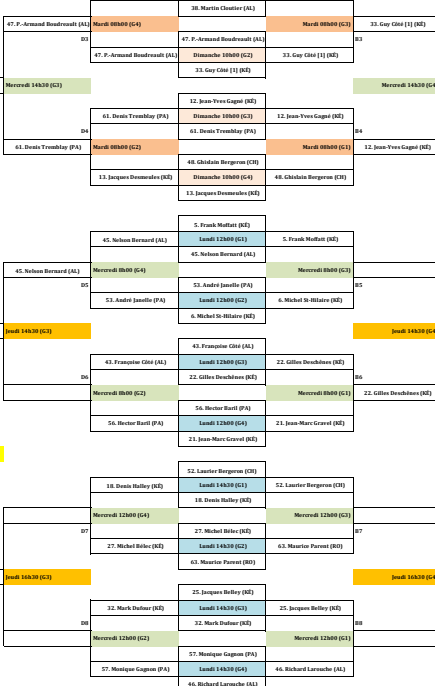 38. Martin Cloutier (AL)
47. P.-Armand Boudreault (AL) Mardi 08h00 (G4) Mardi 08h00 (G3) 33. Guy Côté [1] (KÉ)
D3 47. P.-Armand Boudreault (AL) B3
47. P.-Armand Boudreault (AL) Dimanche 10h00 (G2) 33. Guy Côté [1] (KÉ)
33. Guy Côté [1] (KÉ)
Mercredi 14h30 (G3) Mercredi 14h30 (G4
12. Jean-Yves Gagné (KÉ)
61. Denis Tremblay (PA) Dimanche 10h00 (G3) 12. Jean-Yves Gagné (KÉ)
D4 61. Denis Tremblay (PA) B4
61. Denis Tremblay (PA) Mardi 08h00 (G2) Mardi 08h00 (G1) 12. Jean-Yves Gagné (KÉ)
48. Ghislain Bergeron (CH)
13. Jacques Desmeules (KÉ) Dimanche 10h00 (G4) 48. Ghislain Bergeron (CH)
13. Jacques Desmeules (KÉ)
5. Frank Moffatt (KÉ)
45. Nelson Bernard (AL) Lundi 12h00 (G1) 5. Frank Moffatt (KÉ)
45. Nelson Bernard (AL)
45. Nelson Bernard (AL) Mercredi 8h00 (G4) Mercredi 8h00 (G3)
D5 53. André Janelle (PA) B5
53. André Janelle (PA) Lundi 12h00 (G2) 6. Michel St-Hilaire (KÉ)
6. Michel St-Hilaire (KÉ)
Jeudi 14h30 (G3) Jeudi 14h30 (G4
43. Françoise Côté (AL)
43. Françoise Côté (AL) Lundi 12h00 (G3) 22. Gilles Deschênes (KÉ)
D6 22. Gilles Deschênes (KÉ) B6
Mercredi 8h00 (G2) Mercredi 8h00 (G1) 22. Gilles Deschênes (KÉ)
56. Hector Baril (PA)
56. Hector Baril (PA) Lundi 12h00 (G4) 21. Jean-Marc Gravel (KÉ)
21. Jean-Marc Gravel (KÉ)
52. Laurier Bergeron (CH)
18. Denis Halley (KÉ) Lundi 14h30 (G1) 52. Laurier Bergeron (CH)
18. Denis Halley (KÉ)
Mercredi 12h00 (G4) Mercredi 12h00 (G3)
D7 27. Michel Bélec (KÉ) B7
27. Michel Bélec (KÉ) Lundi 14h30 (G2) 63. Maurice Parent (RO)
63. Maurice Parent (RO)
Jeudi 16h30 (G3) Jeudi 16h30 (G4
25. Jacques Belley (KÉ)
32. Mark Dufour (KÉ) Lundi 14h30 (G3) 25. Jacques Belley (KÉ)
D8 32. Mark Dufour (KÉ) B8
Mercredi 12h00 (G2) Mercredi 12h00 (G1)
57. Monique Gagnon (PA)
57. Monique Gagnon (PA) Lundi 14h30 (G4) 46. Richard Larouche (AL)
46. Richard Larouche (AL)